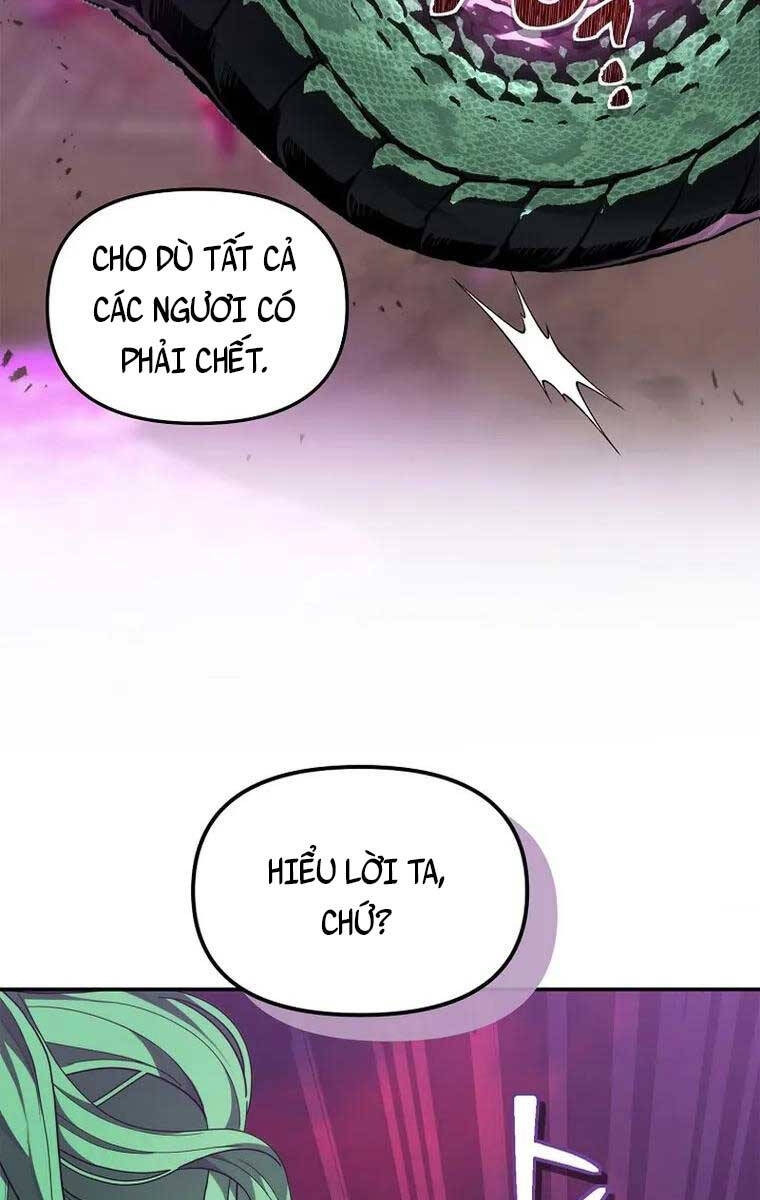 CHO DÙ TẤT CẢ
CÁC NGƯƠI CÓ
PHẢI CHẾT.
HIỂU LỜI TA,
CHỨ?